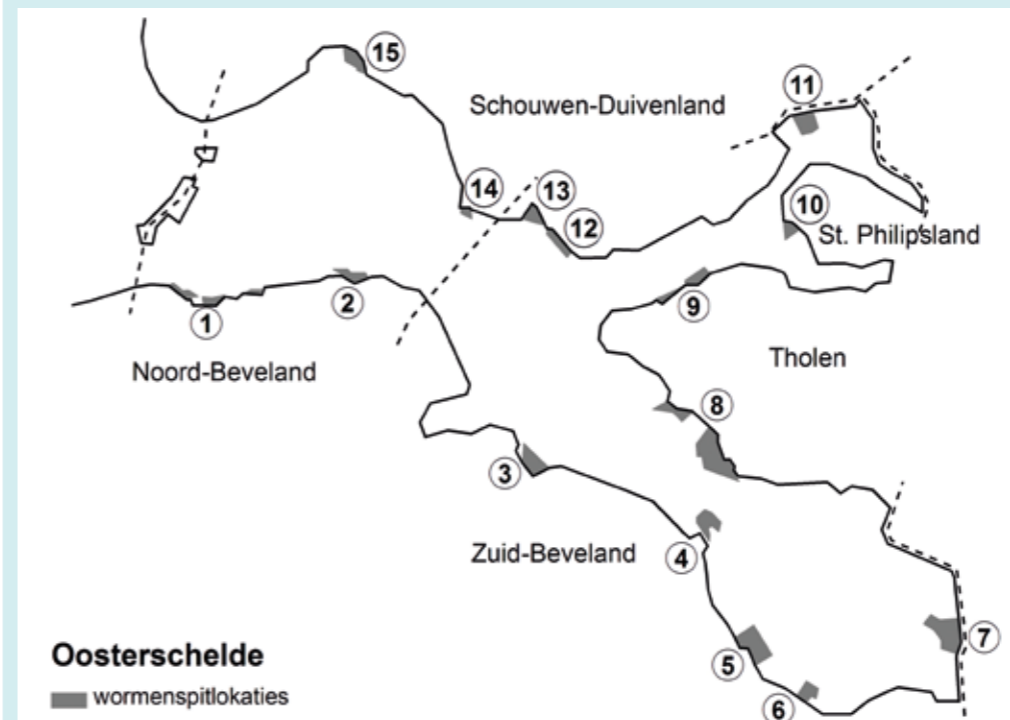 15
11
Schouwen-Duivenland
14
13
12
10
St. Philipsland
1
2
9
Noord-Beveland
Tholen
8
3
4
Zuid-Beveland
7
5
6
Oosterschelde
wormenspitlokaties